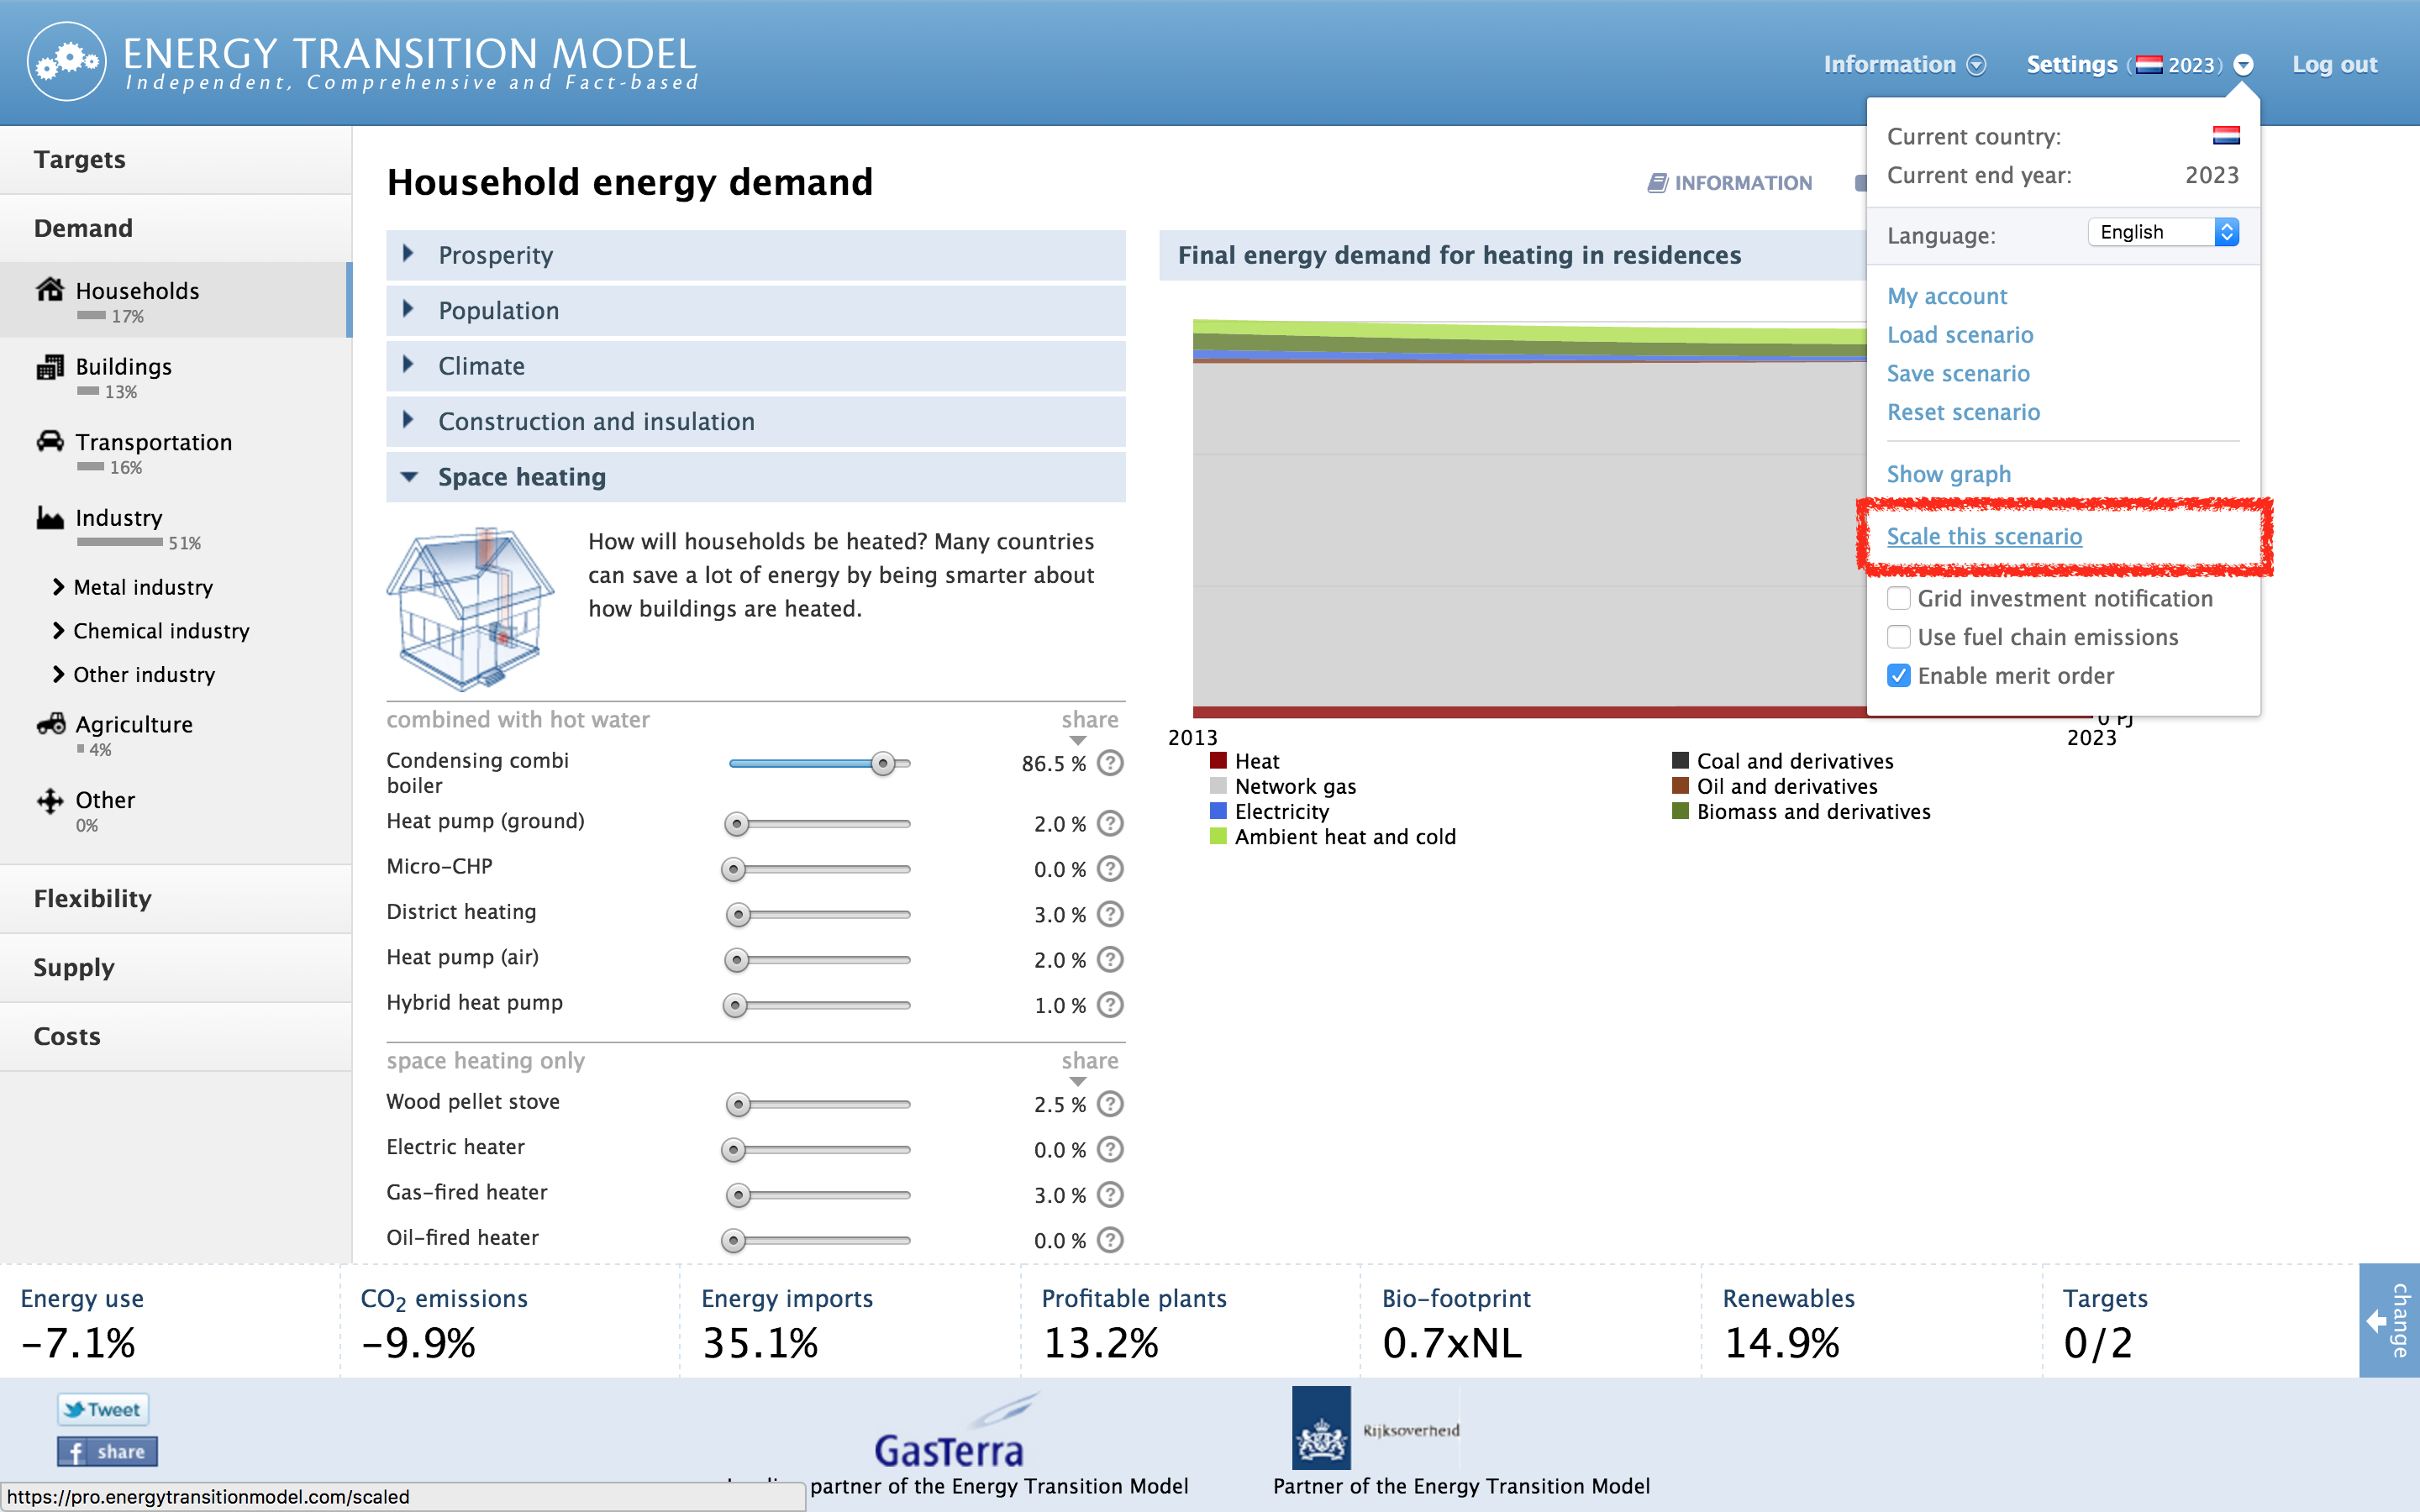 ENERGY TRANSITION MODEL
Independent, Comprehensive and Fact-based
Information
Settings ( 2023)
Log out
Targets
Demand
Households
17%
Buildings
13%
Transportation
16%
Industry
51%
Metal industry
Chemical industry
Other industry
Agriculture
4%
Other
0%
Flexibility
Supply
Costs
Household energy demand
INFORMATION
Prosperity
Population
Climate
Construction and insulation
Space heating
How will households be heated? Many countries
can save a lot of energy by being smarter about
how buildings are heated.
combined with hot water share
Condensing combi
boiler
86.5 % ?
Heat pump (ground) 2.0 % ?
Micro-CHP 0.0 % ?
District heating 3.0 % ?
Heat pump (air) 2.0 % ?
Hybrid heat pump 1.0 % ?
space heating only share
Wood pellet stove 2.5 % ?
Electric heater 0.0 % ?
Gas-fired heater 3.0 % ?
Oil-fired heater 0.0 % ?
Final energy demand for heating in residences
0 PJ
2013 2023
Heat
Network gas
Electricity
Ambient heat and cold
Coal and derivatives
Oil and derivatives
Biomass and derivatives
Current country:
Current end year: 2023
Language: English
My account
Load scenario
Save scenario
Reset scenario
Show graph
Scale this scenario
Grid investment notification
Use fuel chain emissions
Enable merit order
Energy use
-7.1%
CO2 emissions
-9.9%
Energy imports
35.1%
Profitable plants
13.2%
Bio-footprint
0.7xNL
Renewables
14.9%
Targets
0/2
change
Tweet
f share
GasTerra
partner of the Energy Transition Model
Rijksoverheid
Partner of the Energy Transition Model
https://pro.energytransitionmodel.com/scaled